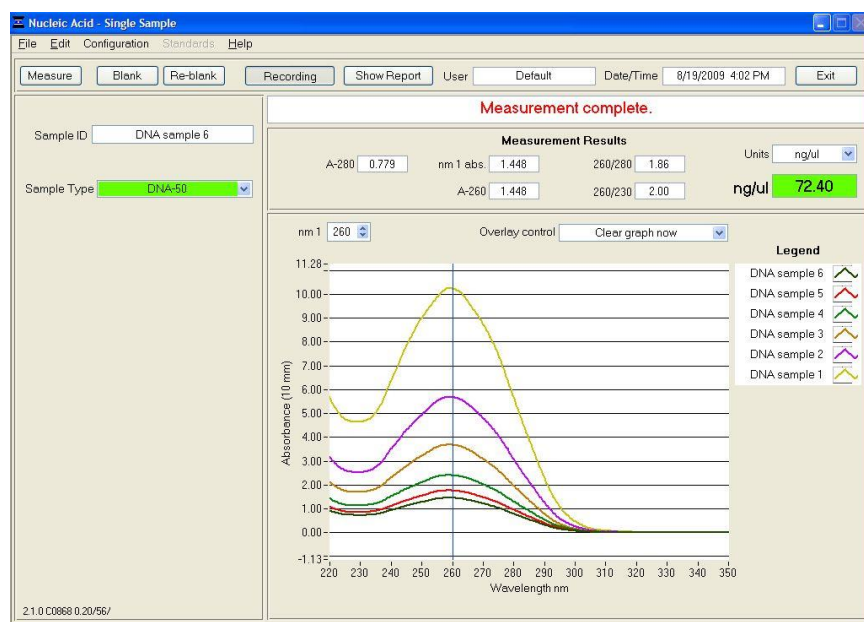 Nucleic Acid - Single Sample
File Edit Configuration Standards Help
Measure Blank Re-blank Recording Show Report User Default Date/Time 8/19/2009 4:02 PM Exit
Measurement complete.
Sample ID DNA sample 6
Sample Type DNA-50
Measurement Results
A-280 0.779 nm 1 abs. 1.448 260/280 1.86
A-260 1.448 260/230 2.00
Units ng/ul
ng/ul 72.40
nm 1 260 Overlay control Clear graph now
Legend
DNA sample 6
DNA sample 5
DNA sample 4
DNA sample 3
DNA sample 2
DNA sample 1
Absorbance (10 mm)
11.28
10.00
9.00
8.00
7.00
6.00
5.00
4.00
3.00
2.00
1.00
0.00
-1.13
220 230 240 250 260 270 280 290 300 310 320 330 340 350
Wavelength nm
2.1.0 C0868 0.20/56/